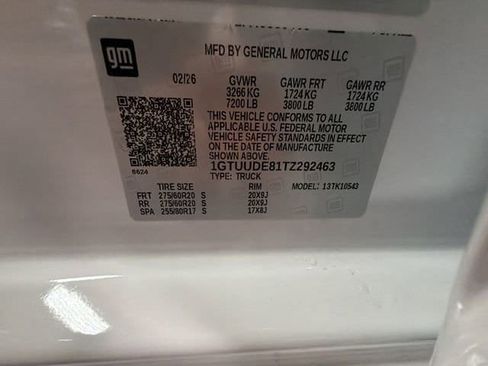 gm
MFD BY GENERAL MOTORS LLC
02/26 GVWR GAWR FRT GAWR RR
3266 KG 1724 KG 1724 KG
7200 LB 3800 LB 3800 LB
THIS VEHICLE CONFORMS TO ALL
APPLICABLE U.S. FEDERAL MOTOR
VEHICLE SAFETY STANDARDS IN EFFECT
ON THE DATE OF MANUFACTURE
SHOWN ABOVE.
8624 1GTUUDE81TZ292463
TYPE: TRUCK
TIRE SIZE RIM MODEL: 13TK10543
FRT 275/60R20 S 20X9J
RR 275/60R20 S 20X9J
SPA 255/80R17 S 17X8J